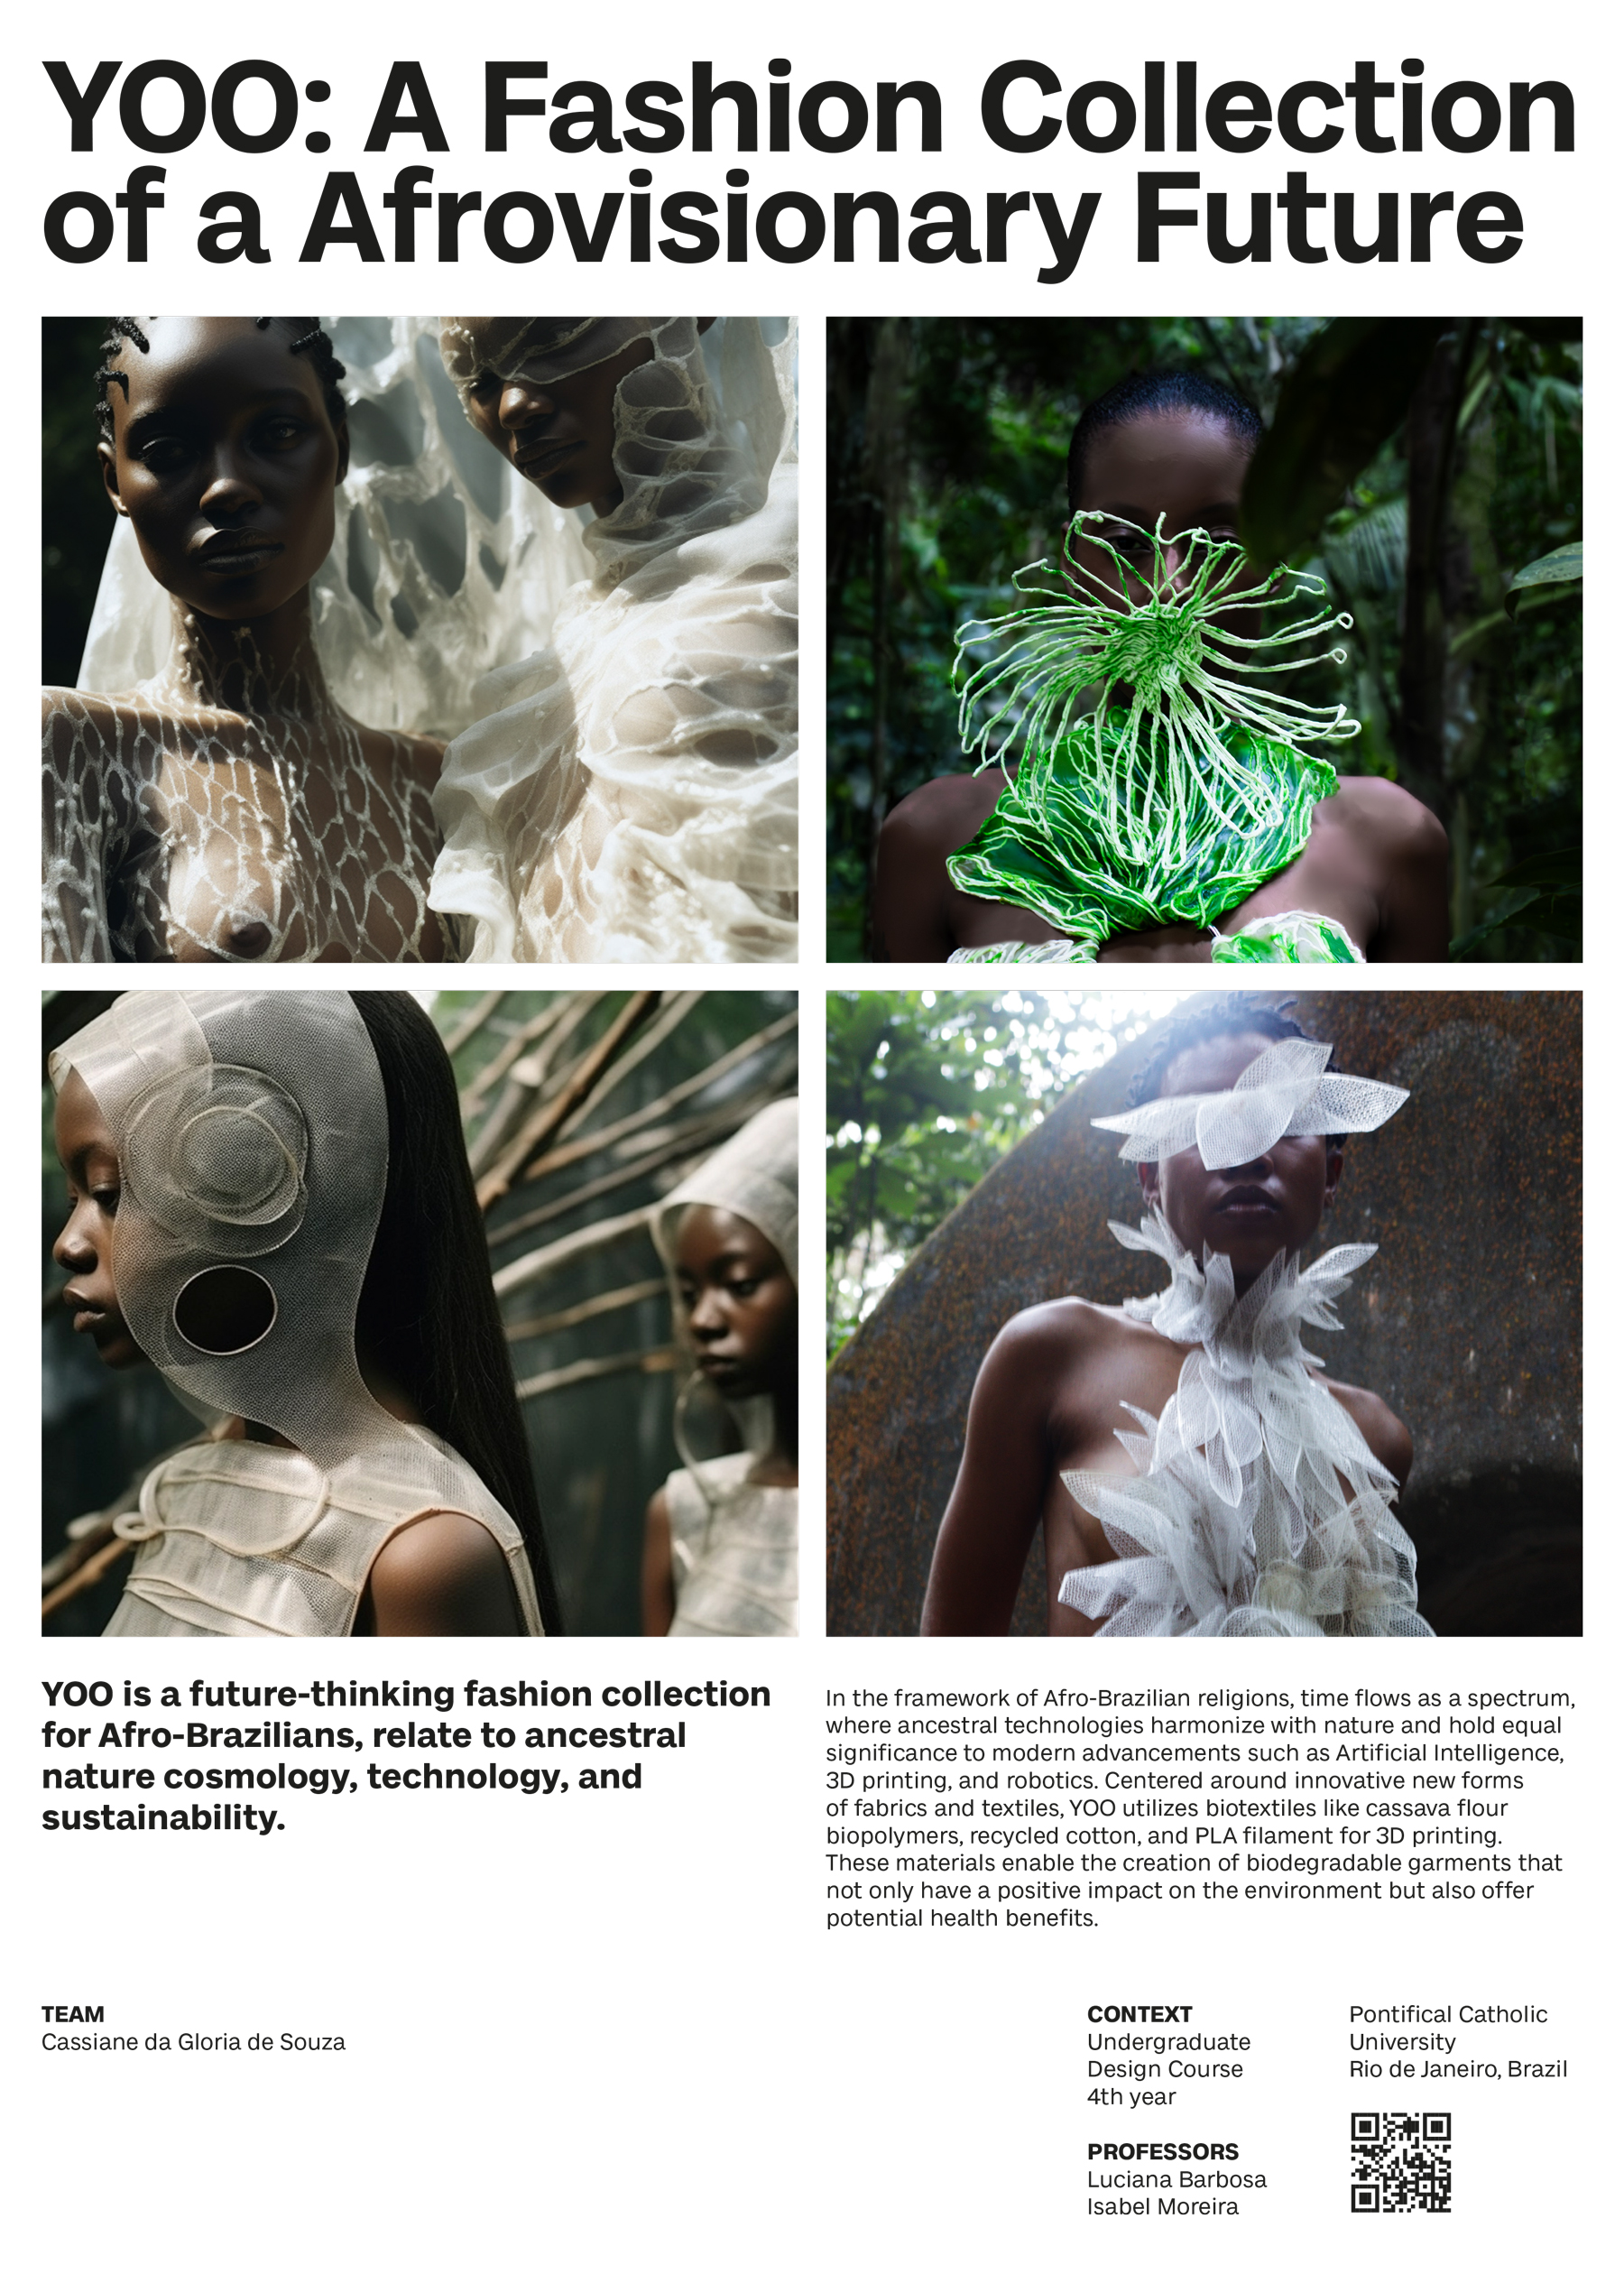 YOO: A Fashion Collection
of a Afrovisionary Future
YOO is a future-thinking fashion collection
for Afro-Brazilians, relate to ancestral
nature cosmology, technology, and
sustainability.
In the framework of Afro-Brazilian religions, time flows as a spectrum,
where ancestral technologies harmonize with nature and hold equal
significance to modern advancements such as Artificial Intelligence,
3D printing, and robotics. Centered around innovative new forms
of fabrics and textiles, YOO utilizes biotextiles like cassava flour
biopolymers, recycled cotton, and PLA filament for 3D printing.
These materials enable the creation of biodegradable garments that
not only have a positive impact on the environment but also offer
potential health benefits.
TEAM
Cassiane da Gloria de Souza
CONTEXT
Undergraduate
Design Course
4th year
PROFESSORS
Luciana Barbosa
Isabel Moreira
Pontifical Catholic
University
Rio de Janeiro, Brazil